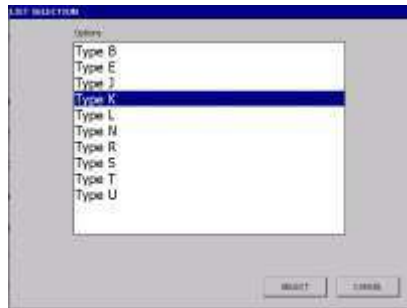 LIST SELECTION
Options
Type B
Type E
Type J
Type K
Type L
Type N
Type R
Type S
Type T
Type U
SELECT
CANCEL